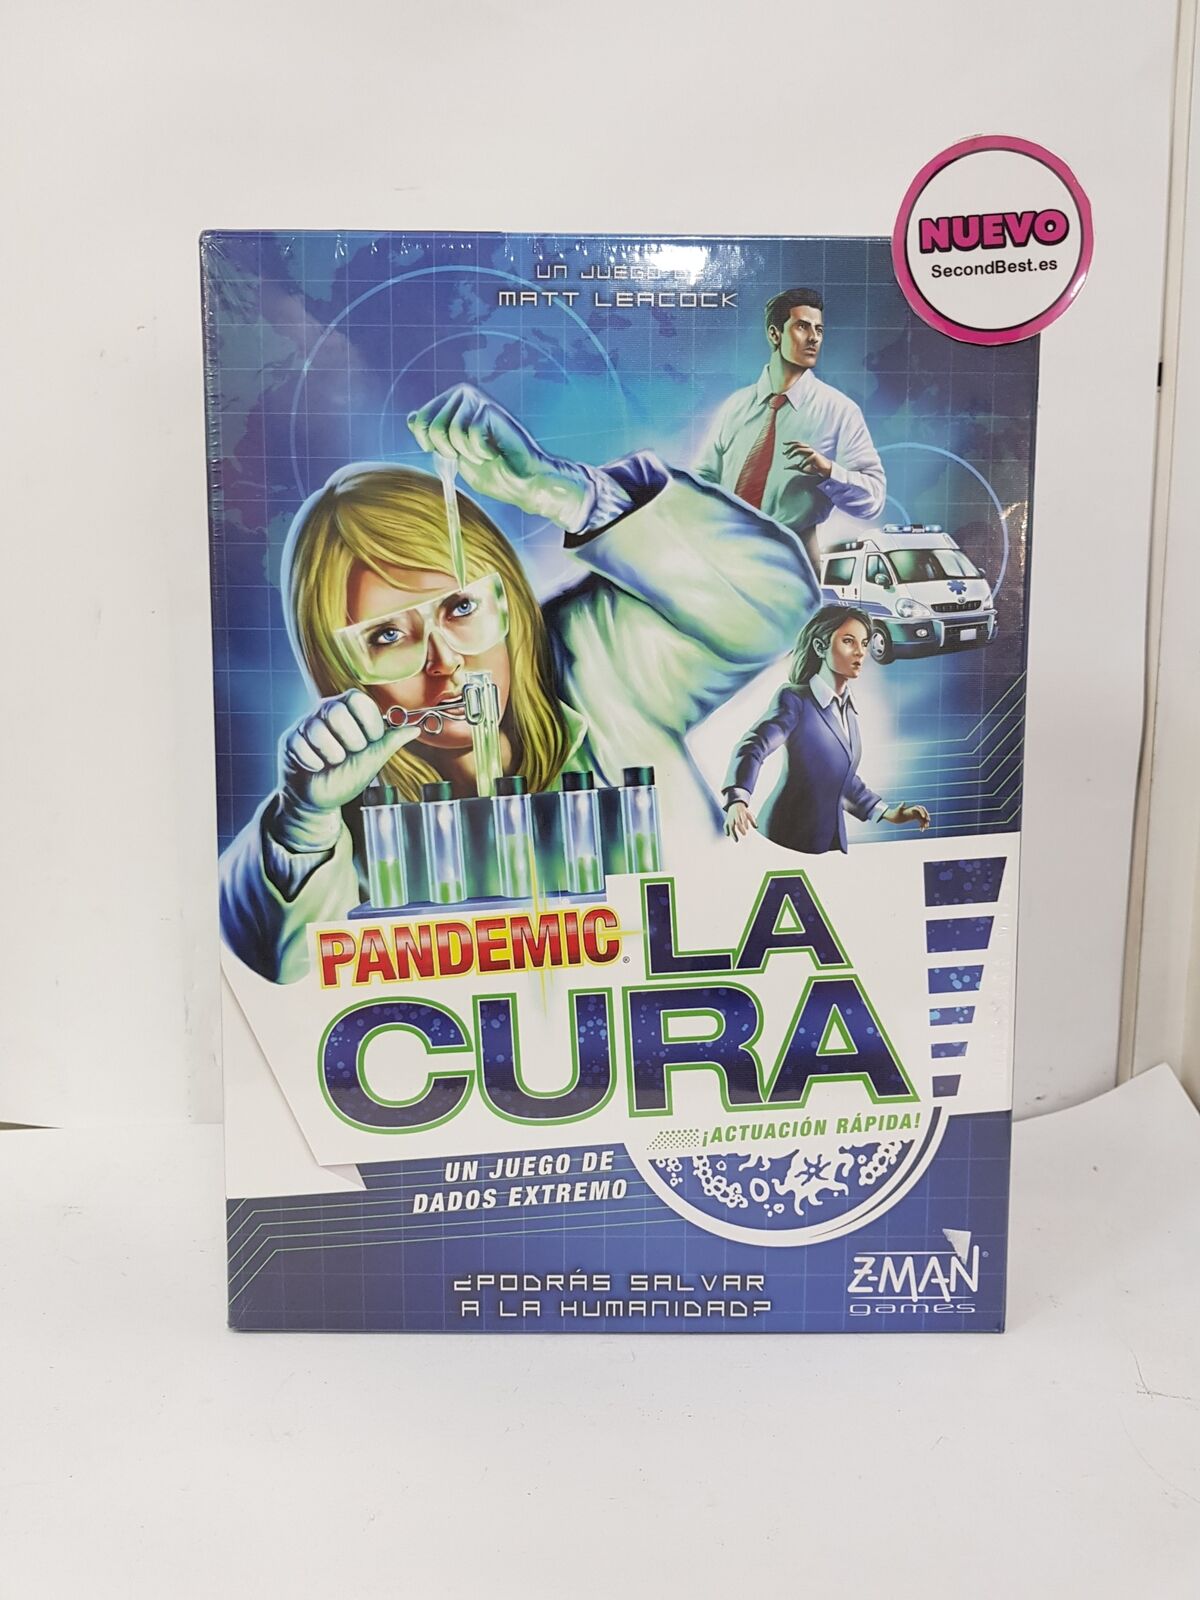 NUEVO
SecondBest.es
UN JUEGO DE
MATT LEACOCK
PANDEMIC®
LA
CURA
¡ACTUACIÓN RÁPIDA!
UN JUEGO DE
DADOS EXTREMO
¿PODRÁS SALVAR
A LA HUMANIDAD?
Z-MAN®
games